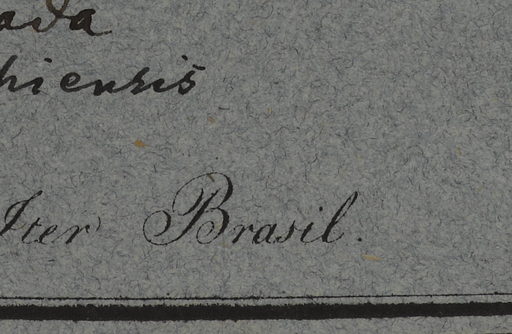 ada
hiensis
Iter Brasil.